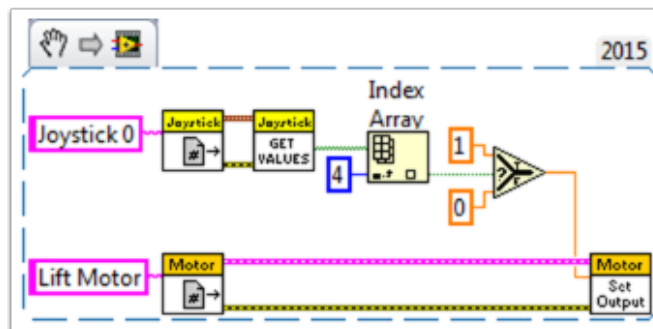 2015
Index
Array
Joystick 0
Joystick
#
Joystick
GET
VALUES
4
1
?
T
F
0
Lift Motor
Motor
#
Motor
Set
Output